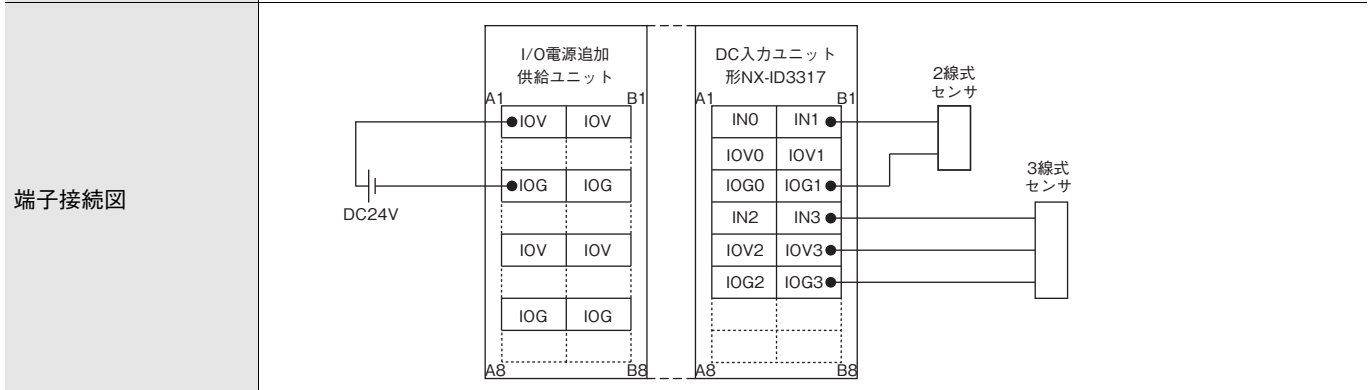 端子接続図
I/O電源追加
供給ユニット
A1 B1
IOV IOV
IOG IOG
IOV IOV
IOG IOG
A8 B8
DC24V
DC入力ユニット
形NX-ID3317
A1 B1
IN0 IN1
IOV0 IOV1
IOG0 IOG1
IN2 IN3
IOV2 IOV3
IOG2 IOG3
A8 B8
2線式
センサ
3線式
センサ